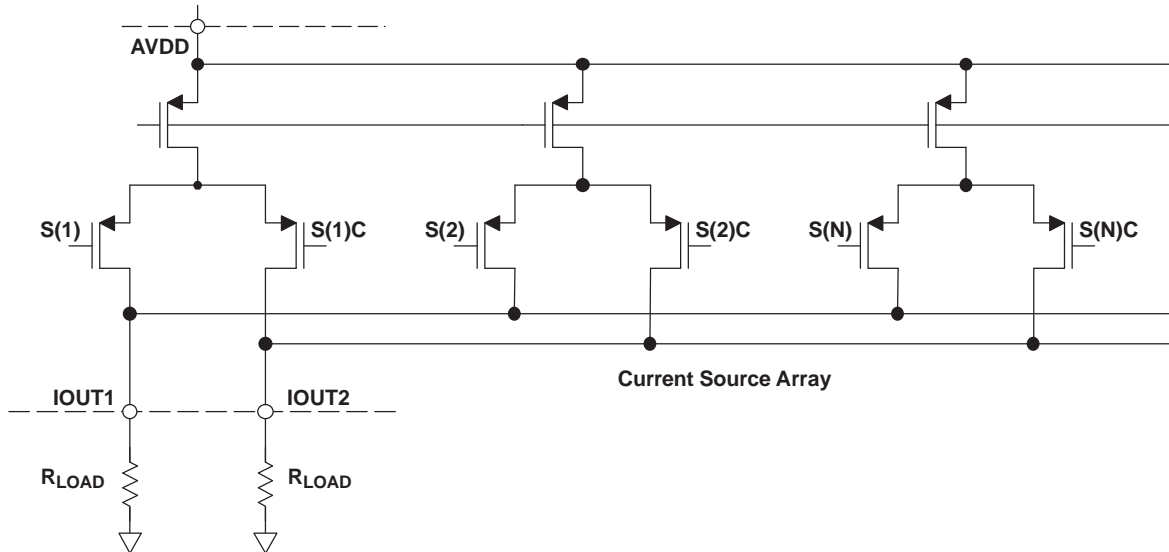 AVDD
S(1)
S(1)C
S(2)
S(2)C
S(N)
S(N)C
Current Source Array
IOUT1
IOUT2
RLOAD
RLOAD